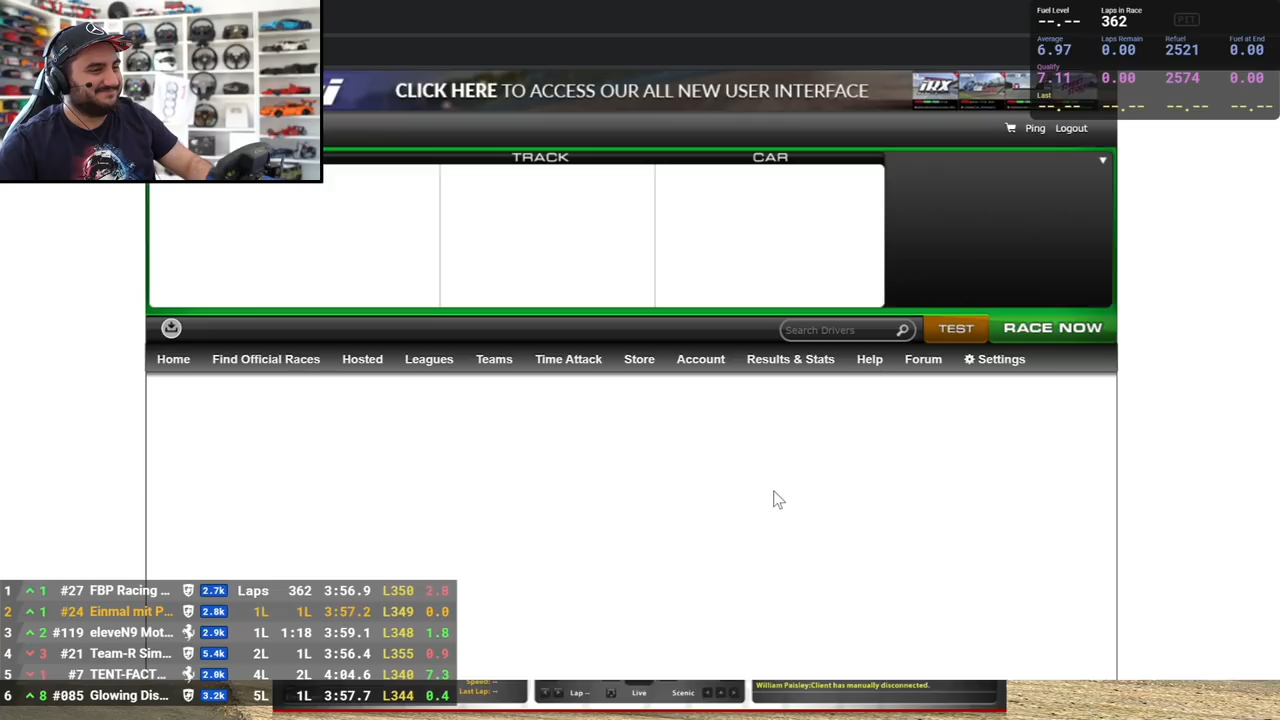 Fuel Level Laps in Race
--.-- 362 PIT
Average Laps Remain Refuel Fuel at End
6.97 0.00 2521 0.00
Qualify
7.11 0.00 2574 0.00
Last
--.-- --.-- --.-- --.--
CLICK HERE TO ACCESS OUR ALL NEW USER INTERFACE
Ping Logout
TRACK CAR
Search Drivers TEST RACE NOW
Home Find Official Races Hosted Leagues Teams Time Attack Store Account Results & Stats Help Forum Settings
1 1 #27 FBP Racing ... 2.7k Laps 362 3:56.9 L350 2.8
2 1 #24 Einmal mit P... 2.8k 1L 1L 3:57.2 L349 0.0
3 2 #119 eleveN9 Mot... 2.9k 1L 1:18 3:59.1 L348 1.8
4 3 #21 Team-R Sim... 5.4k 2L 1L 3:56.4 L355 0.9
5 1 #7 TENT-FACT... 2.0k 4L 2L 4:04.6 L340 7.3
6 8 #085 Glowing Dis... 3.2k 5L 1L 3:57.7 L344 0.4
Speed: --
Last Lap: --
Lap -- Live Scenic
William Paisley:Client has manually disconnected.